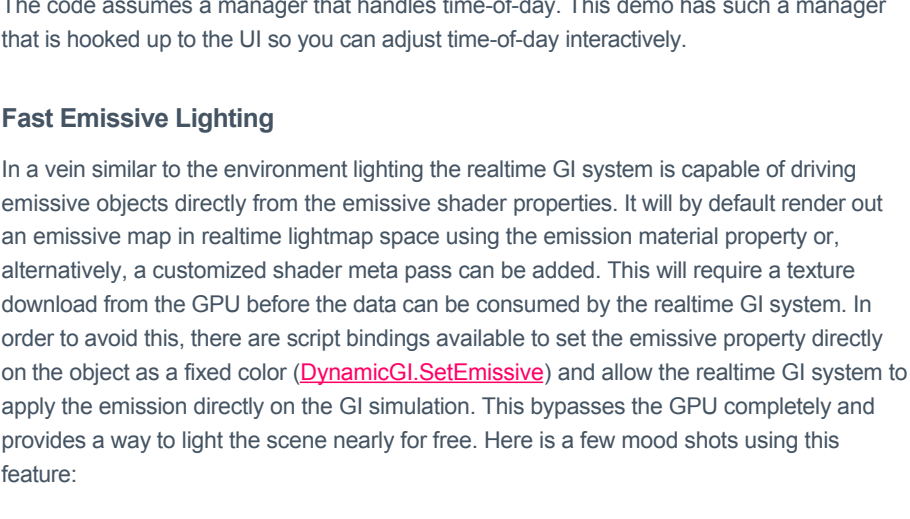 The code assumes a manager that handles time-of-day. This demo has such a manager
that is hooked up to the UI so you can adjust time-of-day interactively.
Fast Emissive Lighting
In a vein similar to the environment lighting the realtime GI system is capable of driving
emissive objects directly from the emissive shader properties. It will by default render out
an emissive map in realtime lightmap space using the emission material property or,
alternatively, a customized shader meta pass can be added. This will require a texture
download from the GPU before the data can be consumed by the realtime GI system. In
order to avoid this, there are script bindings available to set the emissive property directly
on the object as a fixed color (DynamicGI.SetEmissive) and allow the realtime GI system to
apply the emission directly on the GI simulation. This bypasses the GPU completely and
provides a way to light the scene nearly for free. Here is a few mood shots using this
feature: